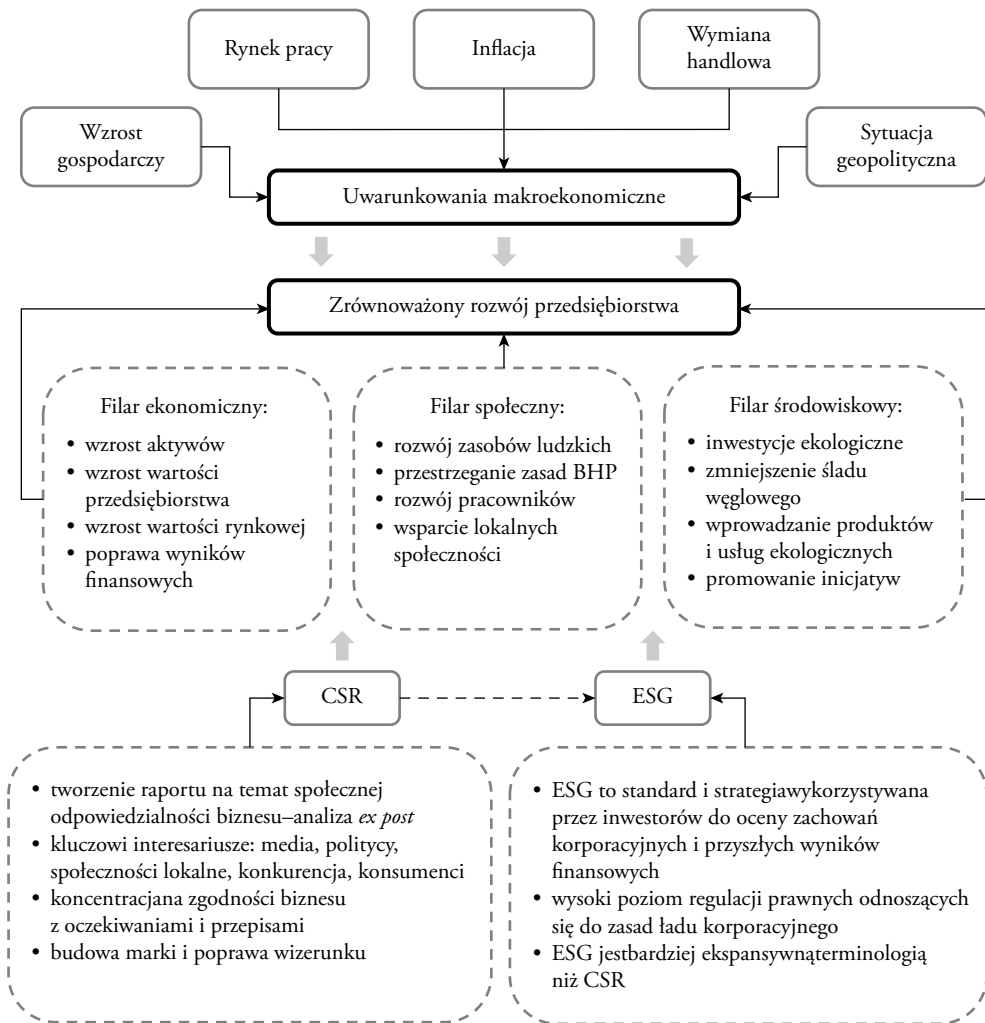 Rynek pracy
Inflacja
Wymiana
handlowa
Wzrost
gospodarczy
Sytuacja
geopolityczna
Uwarunkowania makroekonomiczne
Zrównoważony rozwój przedsiębiorstwa
Filar ekonomiczny:
• wzrost aktywów
• wzrost wartości
przedsiębiorstwa
• wzrost wartości rynkowej
• poprawa wyników
finansowych
Filar społeczny:
• rozwój zasobów ludzkich
• przestrzeganie zasad BHP
• rozwój pracowników
• wsparcie lokalnych
społeczności
Filar środowiskowy:
• inwestycje ekologiczne
• zmniejszenie śladu
węglowego
• wprowadzanie produktów
i usług ekologicznych
• promowanie inicjatyw
CSR
ESG
• tworzenie raportu na temat społecznej
odpowiedzialności biznesu–analiza ex post
• kluczowi interesariusze: media, politycy,
społeczności lokalne, konkurencja, konsumenci
• koncentracjana zgodności biznesu
z oczekiwaniami i przepisami
• budowa marki i poprawa wizerunku
• ESG to standard i strategiawykorzystywana
przez inwestorów do oceny zachowań
korporacyjnych i przyszłych wyników
finansowych
• wysoki poziom regulacji prawnych odnoszących
się do zasad ładu korporacyjnego
• ESG jestbardziej ekspansywnąterminologią
niż CSR